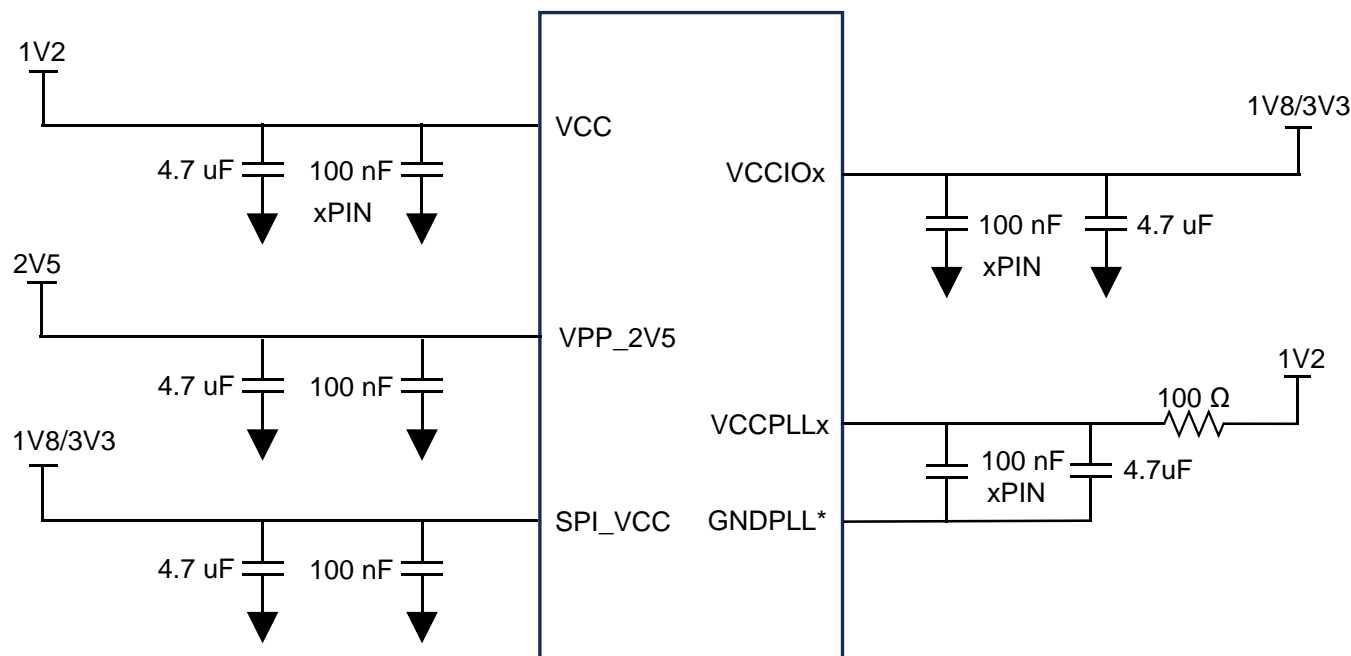 1V2
VCC
4.7 uF
100 nF
xPIN
2V5
VPP_2V5
4.7 uF
100 nF
1V8/3V3
SPI_VCC
4.7 uF
100 nF
1V8/3V3
VCCIOx
100 nF
xPIN
4.7 uF
1V2
100 Ω
VCCPLLx
100 nF
xPIN
4.7uF
GNDPLL*